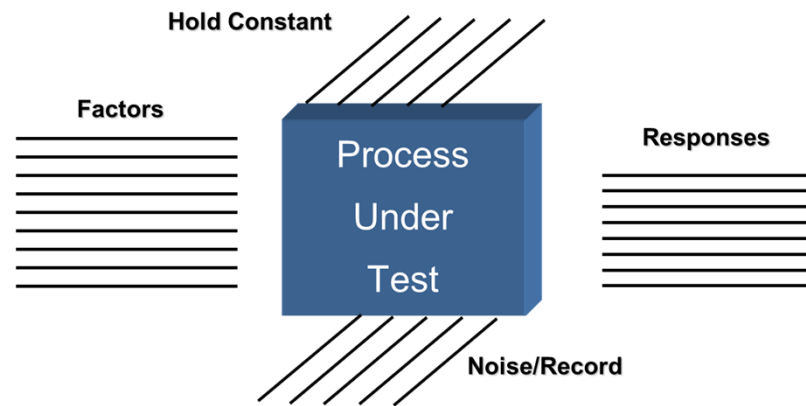 Hold Constant
Factors
Process
Under
Test
Responses
Noise/Record